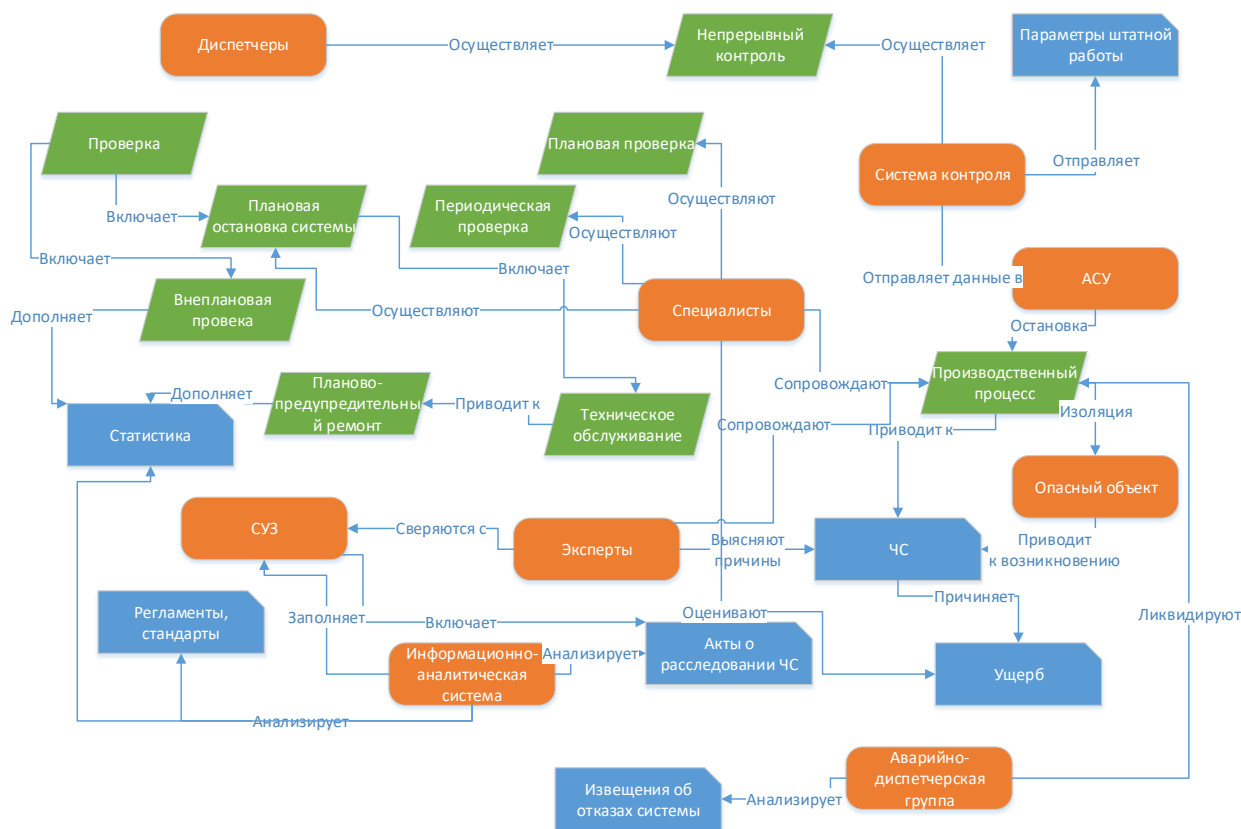 Диспетчеры
Осуществляет
Непрерывный
контроль
Осуществляет
Параметры штатной
работы
Проверка
Плановая проверка
Система контроля
Отправляет
Включает
Плановая
остановка системы
Периодическая
проверка
Осуществляют
Осуществляют
Включает
Включает
Отправляет данные в
АСУ
Внеплановая
провека
Дополняет
Осуществляют
Специалисты
Остановка
Дополняет
Планово-
предупредительны
й ремонт
Приводит к
Техническое
обслуживание
Сопровождают
Производственный
процесс
Изоляция
Статистика
Сопровождают
Приводит к
Опасный объект
СУЗ
Сверяются с
Эксперты
Выясняют
причины
ЧС
Приводит
к возникновению
Регламенты,
стандарты
Заполняет
Включает
Оценивают
Причиняет
Ликвидируют
Информационно-
аналитическая
система
Анализирует
Акты о
расследовании ЧС
Ущерб
Анализирует
Извещения об
отказах системы
Анализирует
Аварийно-
диспетчерская
группа